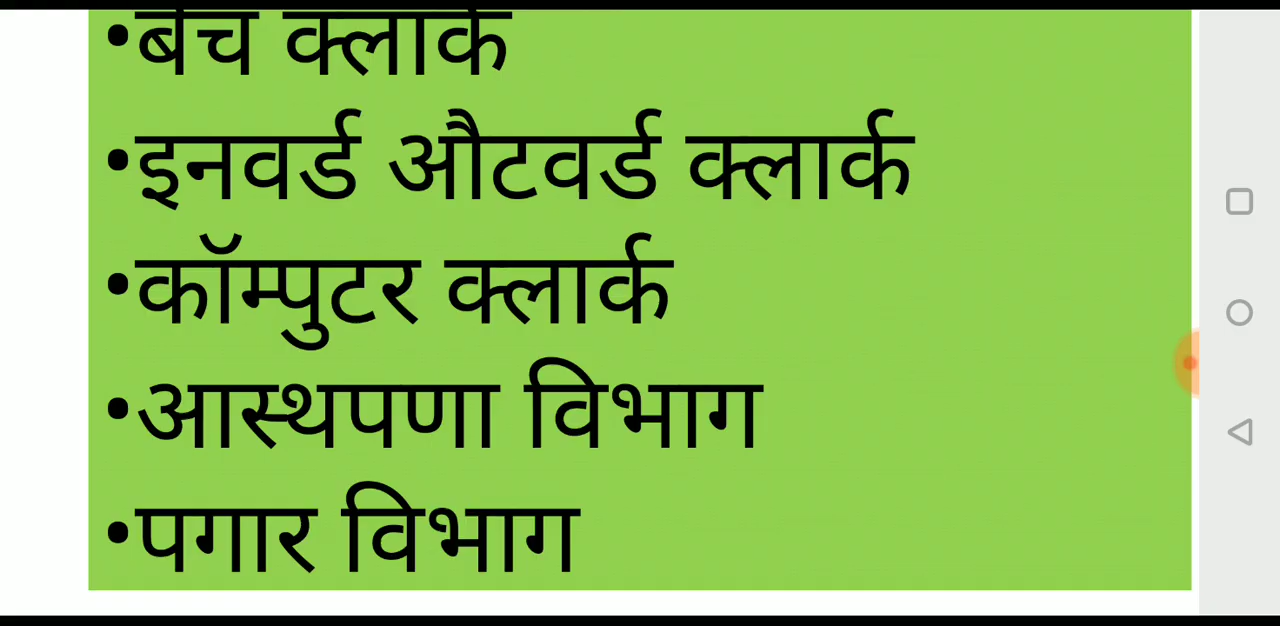 •बेंच क्लार्क
•इनवर्ड औटवर्ड क्लार्क
•कॉम्पुटर क्लार्क
•आस्थपणा विभाग
•पगार विभाग